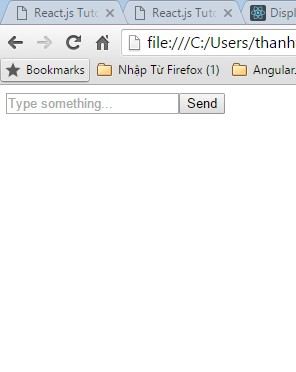 React.js Tuto React.js Tuto Displ
file:///C:/Users/thanh
Bookmarks Nhập Từ Firefox (1) Angular.
Type something... Send